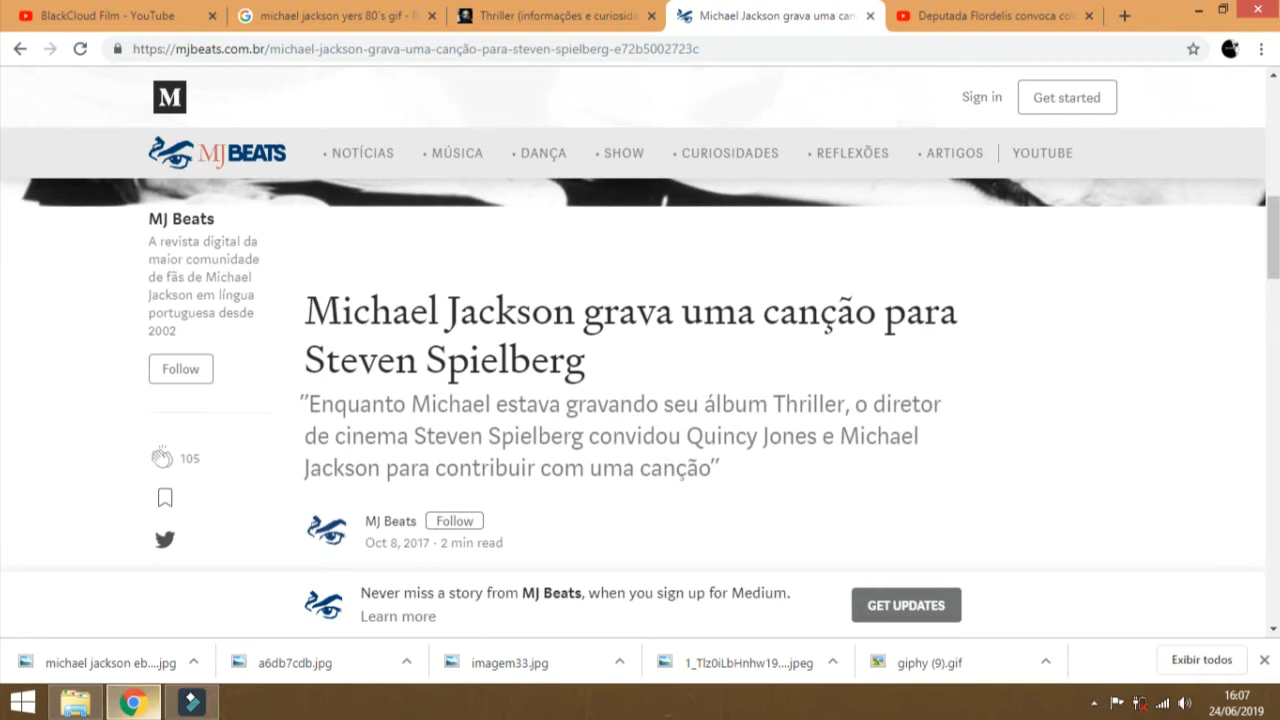 BlackCloud Film - YouTube
michael jackson yers 80´s gif - P
Thriller (informações e curiosid
Michael Jackson grava uma can
Deputada Flordelis convoca col
https://mjbeats.com.br/michael-jackson-grava-uma-canção-para-steven-spielberg-e72b5002723c
M
Sign in
Get started
MJBEATS
• NOTÍCIAS • MÚSICA • DANÇA • SHOW • CURIOSIDADES • REFLEXÕES • ARTIGOS YOUTUBE
MJ Beats
A revista digital da
maior comunidade
de fãs de Michael
Jackson em língua
portuguesa desde
2002
Follow
105
Michael Jackson grava uma canção para
Steven Spielberg
”Enquanto Michael estava gravando seu álbum Thriller, o diretor
de cinema Steven Spielberg convidou Quincy Jones e Michael
Jackson para contribuir com uma canção”
MJ Beats Follow
Oct 8, 2017 · 2 min read
Never miss a story from MJ Beats, when you sign up for Medium.
Learn more
GET UPDATES
michael jackson eb....jpg
a6db7cdb.jpg
imagem33.jpg
1_Tlz0iLbHnhw19....jpeg
giphy (9).gif
Exibir todos
16:07
24/06/2019